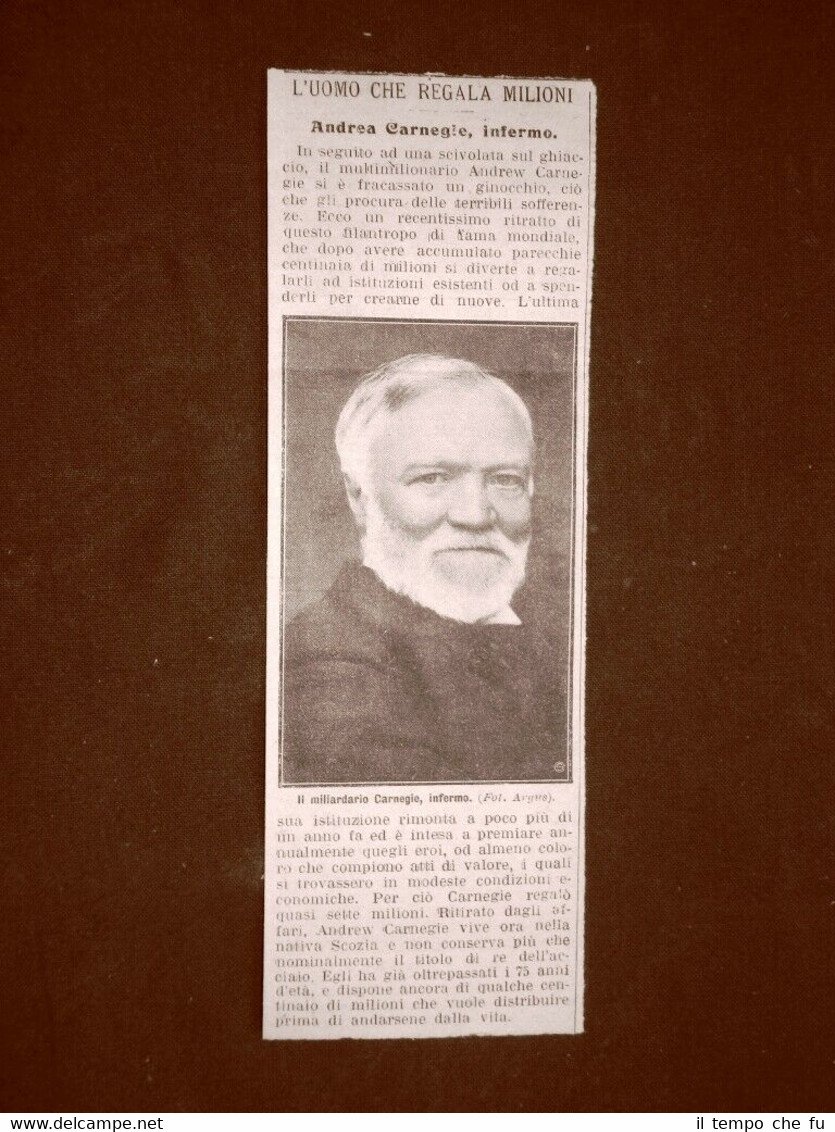 L'UOMO CHE REGALA MILIONI
Andrea Carnegie, infermo.
In seguito ad una scivolata sul ghiac-
cio, il multimilionario Andrew Carne-
gie si è fracassato un ginocchio, ciò
che gli procura delle terribili sofferen-
ze. Ecco un recentissimo ritratto di
questo filantropo di fama mondiale,
che dopo avere accumulato parecchie
centinaia di milioni si diverte a rega-
larli ad istituzioni esistenti od a spen-
derli per crearne di nuove. L'ultima
Il miliardario Carnegie, infermo. (Fot. Argus).
sua istituzione rimonta a poco più di
un anno fa ed è intesa a premiare an-
nualmente quegli eroi, od almeno colo-
ro che compiono atti di valore, i quali
si trovassero in modeste condizioni e-
conomiche. Per ciò Carnegie regalò
quasi sette milioni. Ritirato dagli af-
fari, Andrew Carnegie vive ora nella
nativa Scozia e non conserva più che
nominalmente il titolo di re dell'ac-
ciaio. Egli ha già oltrepassati i 75 anni
d'età, e dispone ancora di qualche cen-
tinaio di milioni che vuole distribuire
prima di andarsene dalla vita.
il tempo che fu